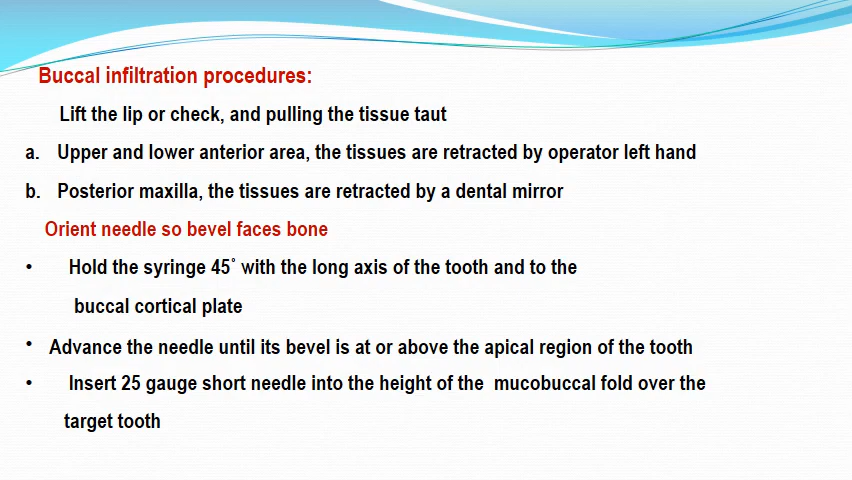 Buccal infiltration procedures:
Lift the lip or check, and pulling the tissue taut
a. Upper and lower anterior area, the tissues are retracted by operator left hand
b. Posterior maxilla, the tissues are retracted by a dental mirror
Orient needle so bevel faces bone
• Hold the syringe 45˚ with the long axis of the tooth and to the
buccal cortical plate
• Advance the needle until its bevel is at or above the apical region of the tooth
• Insert 25 gauge short needle into the height of the mucobuccal fold over the
target tooth